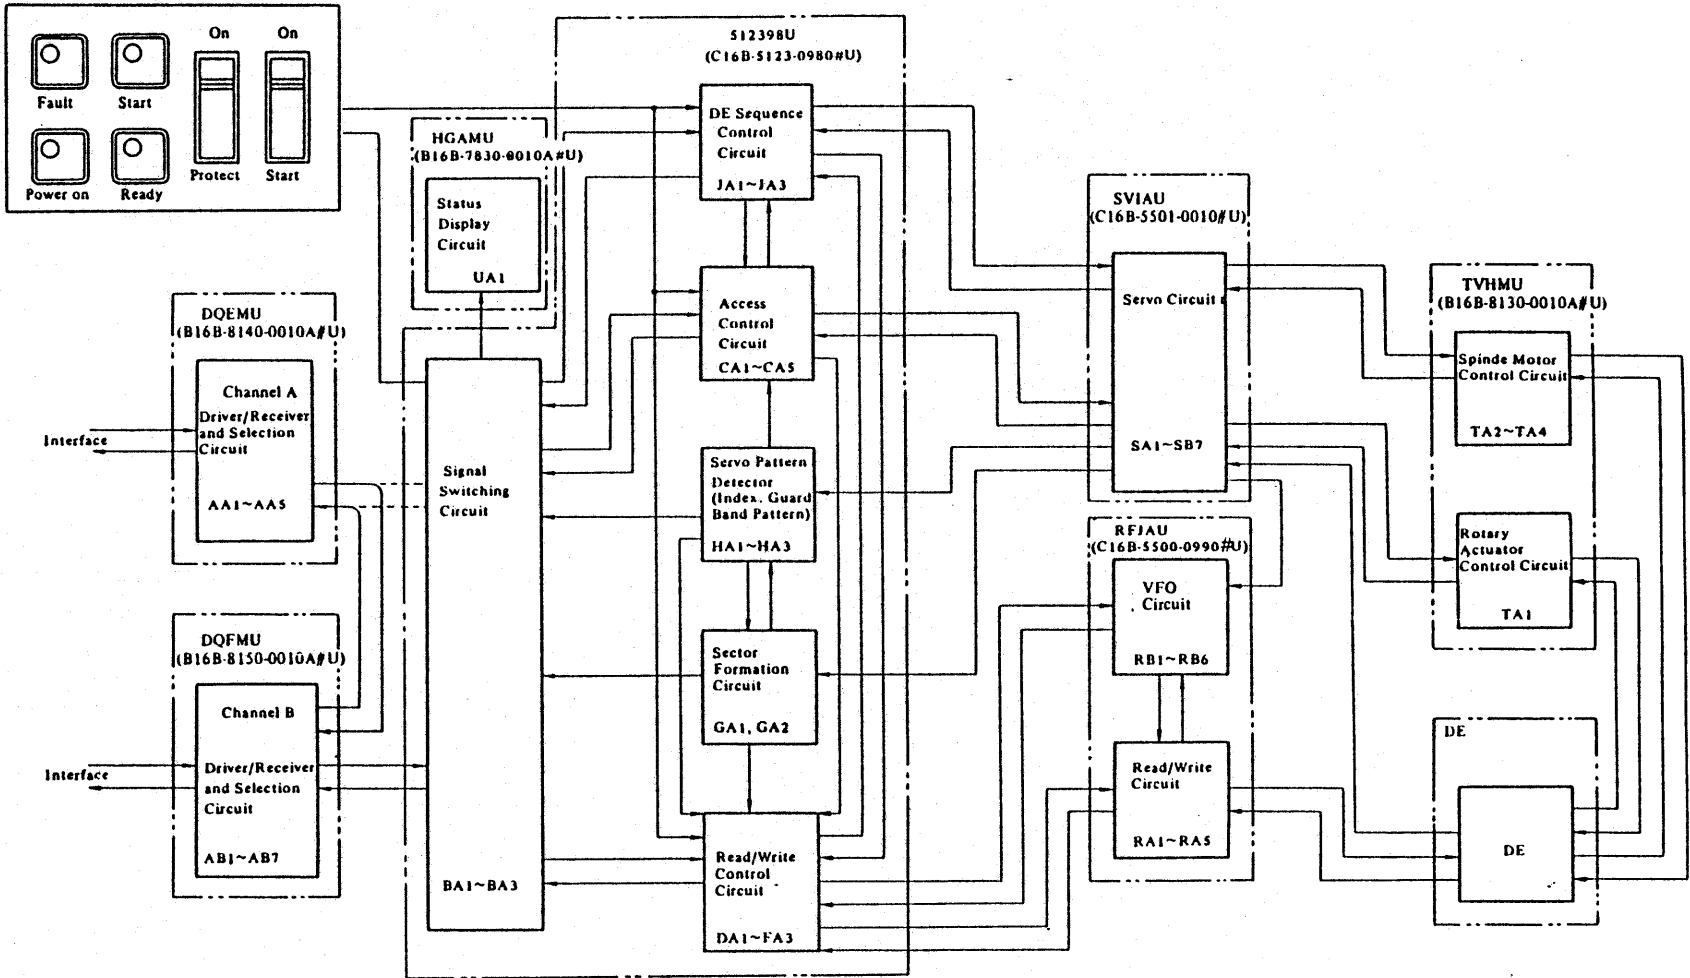 On
On
Fault
Start
Power on
Ready
Protect
Start
512398U
(C16B-5123-0980#U)
DE Sequence
Control
Circuit
JA1~JA3
HGAMU
(B16B-7830-0010A#U)
Status
Display
Circuit
UA1
Access
Control
Circuit
CA1~CA5
SVIAU
(C16B-5501-0010#U)
Servo Circuit
SA1~SB7
TVHMU
(B16B-8130-0010A#U)
Spinde Motor
Control Circuit
TA2~TA4
Rotary
Actuator
Control Circuit
TA1
DQEMU
(B16B-8140-0010A#U)
Channel A
Driver/Receiver
and Selection
Circuit
AA1~AA5
Interface
Signal
Switching
Circuit
BA1~BA3
Servo Pattern
Detector
(Index. Guard
Band Pattern)
HA1~HA3
RFJAU
(C16B-5500-0990#U)
VFO
Circuit
RB1~RB6
DQFMU
(B16B-8150-0010A#U)
Channel B
Driver/Receiver
and Selection
Circuit
AB1~AB7
Interface
Sector
Formation
Circuit
GA1, GA2
Read/Write
Circuit
RA1~RA5
DE
DE
Read/Write
Control
Circuit
DA1~FA3